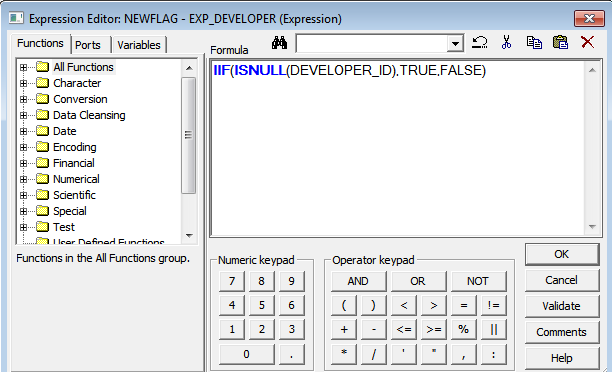 Expression Editor: NEWFLAG - EXP_DEVELOPER (Expression)
Functions Ports Variables
Formula
All Functions
Character
Conversion
Data Cleansing
Date
Encoding
Financial
Numerical
Scientific
Special
Test
User Defined Functions
Functions in the All Functions group.
IIF(ISNULL(DEVELOPER_ID),TRUE,FALSE)
Numeric keypad
7 8 9
4 5 6
1 2 3
0 .
Operator keypad
AND OR NOT
( ) < > = !=
+ - <= >= % ||
* / ' " , :
OK
Cancel
Validate
Comments
Help